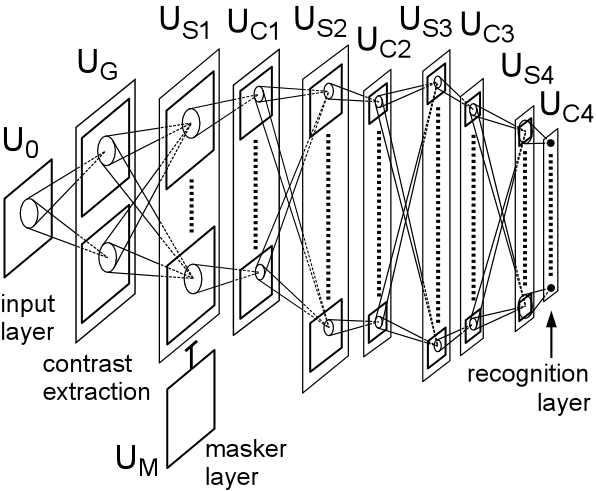 U0
UG
US1
UC1
US2
UC2
US3
UC3
US4
UC4
input
layer
contrast
extraction
UM
masker
layer
recognition
layer